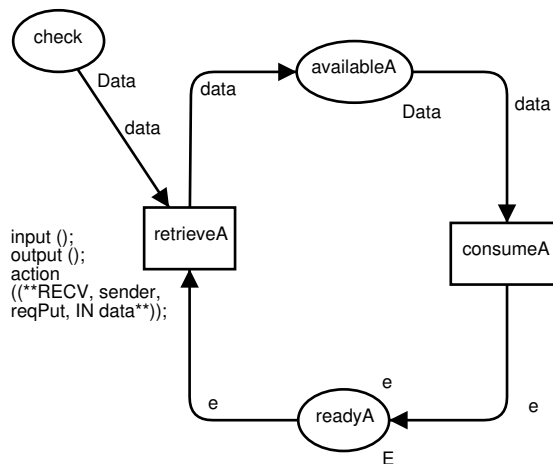 check
Data
data
data
availableA
Data
data
retrieveA
consumeA
input ();
output ();
action
((**RECV, sender,
reqPut, IN data**));
e
readyA
e
E
e